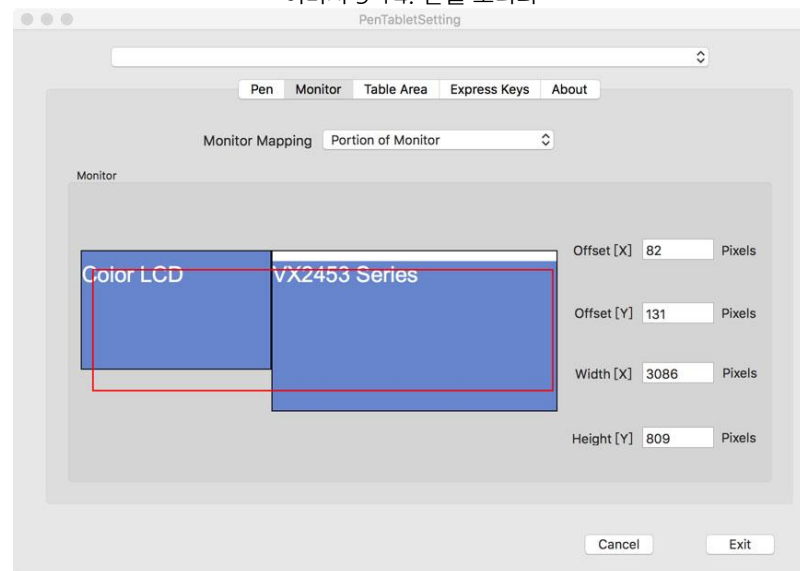 PenTabletSetting
Pen Monitor Table Area Express Keys About
Monitor Mapping Portion of Monitor
Monitor
Color LCD VX2453 Series
Offset [X] 82 Pixels
Offset [Y] 131 Pixels
Width [X] 3086 Pixels
Height [Y] 809 Pixels
Cancel Exit